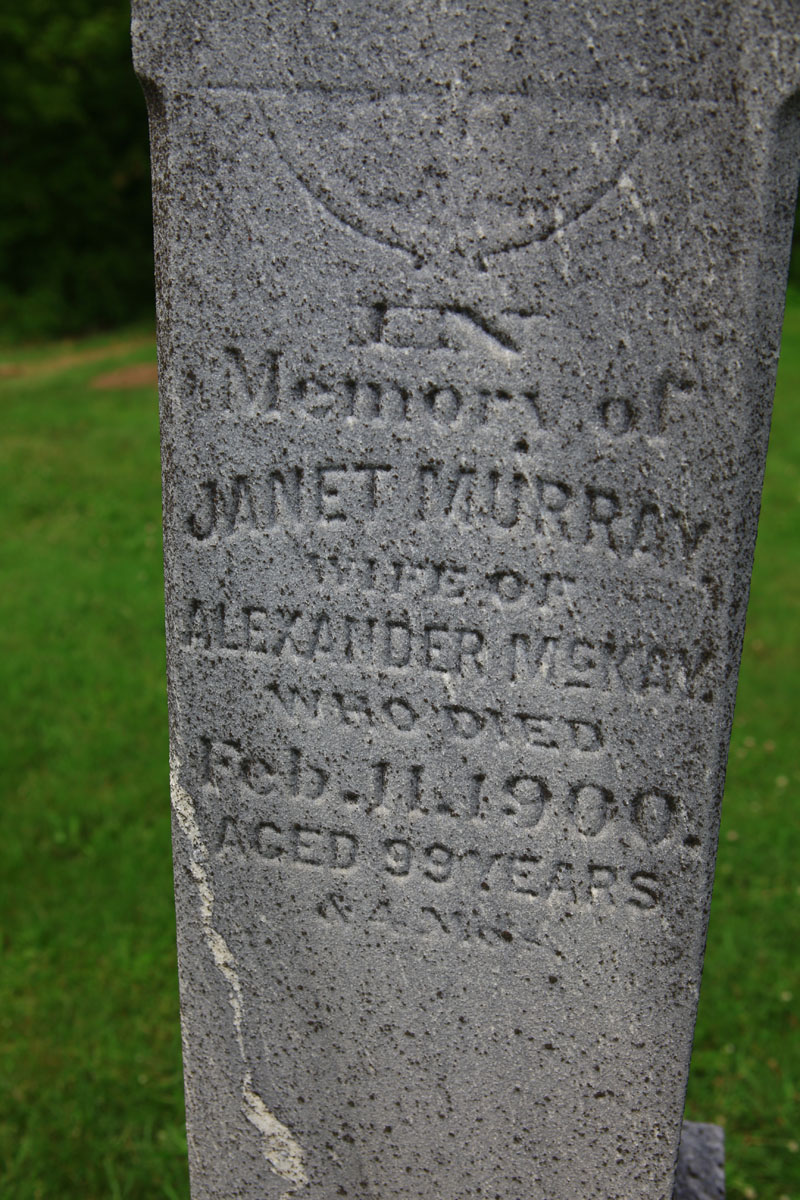 IN
Memory of
JANET MURRAY
WIFE OF
ALEXANDER McKAY.
WHO DIED
Feb. 11. 1900.
AGED 99 YEARS
&